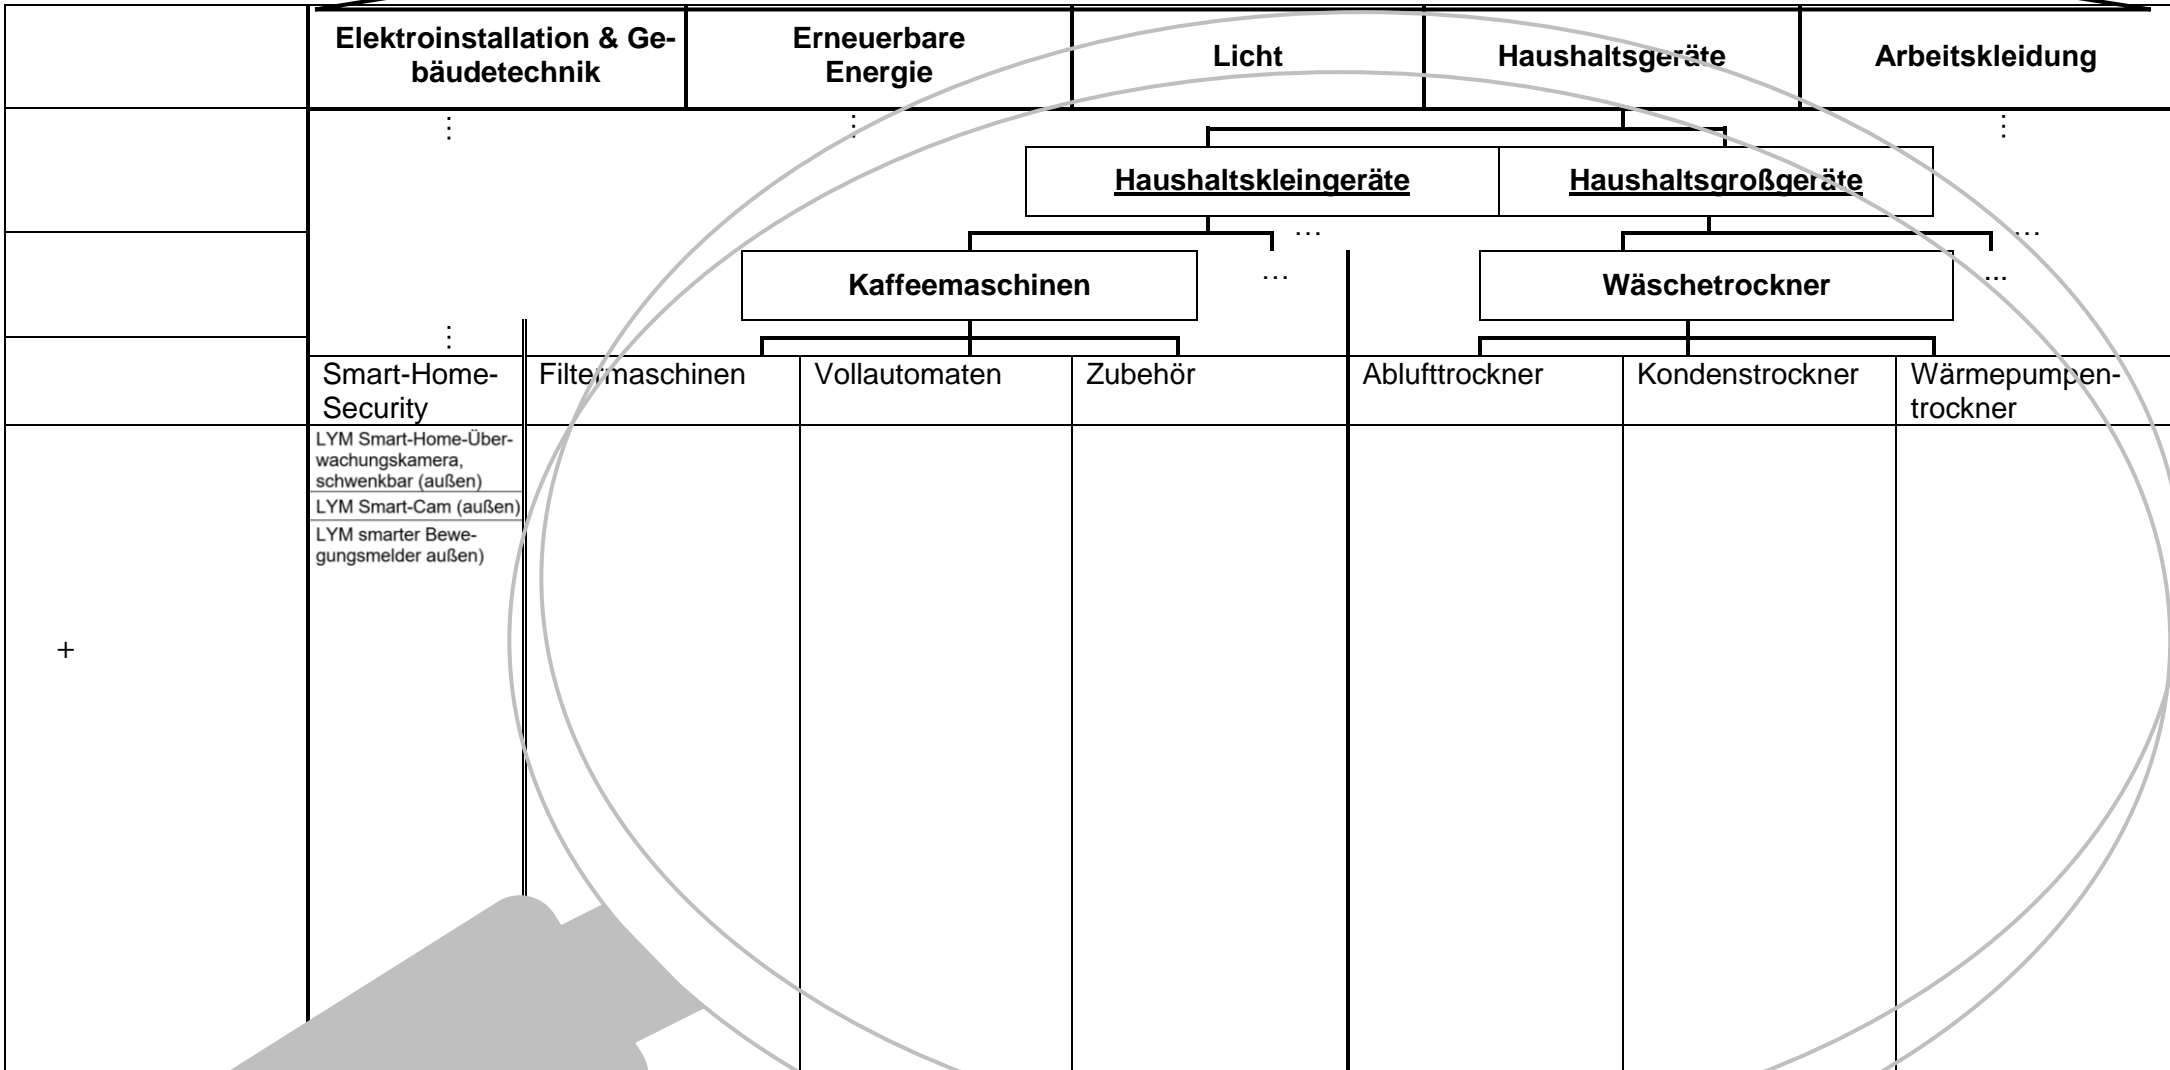 Elektroinstallation & Ge-
bäudetechnik
Erneuerbare
Energie
Licht
Haushaltsgeräte
Arbeitskleidung
⋮
⋮
⋮
Haushaltskleingeräte
Haushaltsgroßgeräte
…
…
Kaffeemaschinen
…
Wäschetrockner
...
⋮
Smart-Home-
Security
Filtermaschinen
Vollautomaten
Zubehör
Ablufttrockner
Kondenstrockner
Wärmepumpen-
trockner
LYM Smart-Home-Über-
wachungskamera,
schwenkbar (außen)
LYM Smart-Cam (außen)
LYM smarter Bewe-
gungsmelder außen)
+